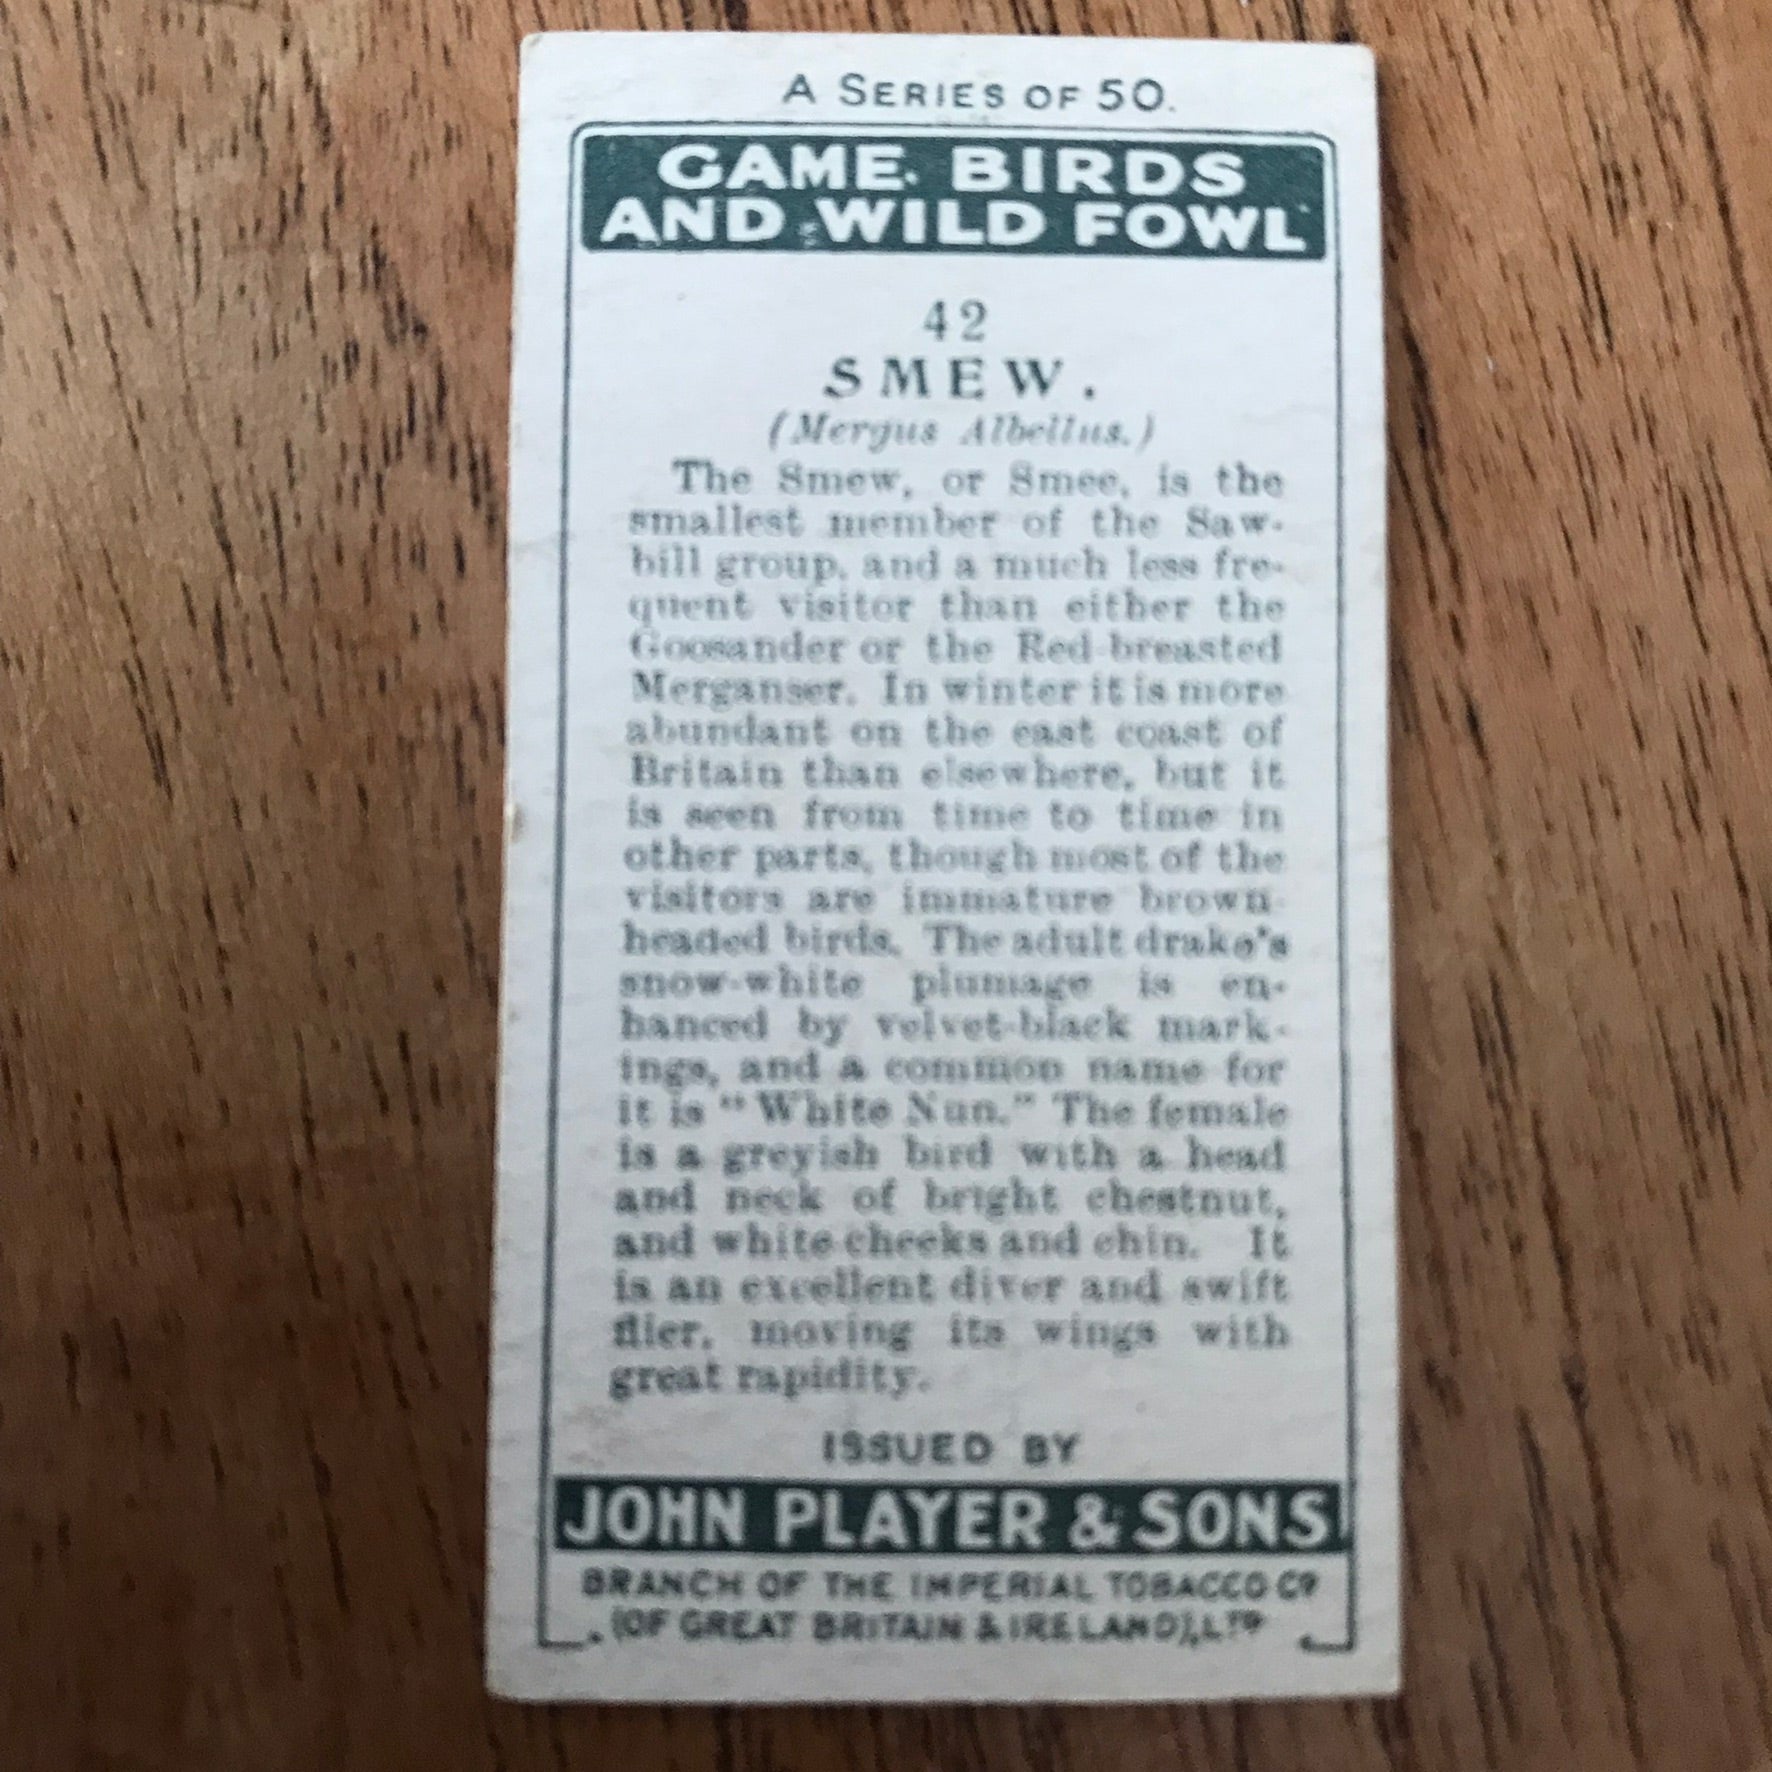 A SERIES OF 50.
GAME BIRDS
AND WILD FOWL
42
SMEW.
(Mergus Albellus.)
The Smew, or Smee, is the
smallest member of the Saw-
bill group, and a much less fre-
quent visitor than either the
Goosander or the Red-breasted
Merganser. In winter it is more
abundant on the east coast of
Britain than elsewhere, but it
is seen from time to time in
other parts, though most of the
visitors are immature brown-
headed birds. The adult drake's
snow-white plumage is en-
hanced by velvet-black mark-
ings, and a common name for
it is "White Nun." The female
is a greyish bird with a head
and neck of bright chestnut,
and white cheeks and chin. It
is an excellent diver and swift
flier, moving its wings with
great rapidity.
ISSUED BY
JOHN PLAYER & SONS
BRANCH OF THE IMPERIAL TOBACCO Co
(OF GREAT BRITAIN & IRELAND), LTD